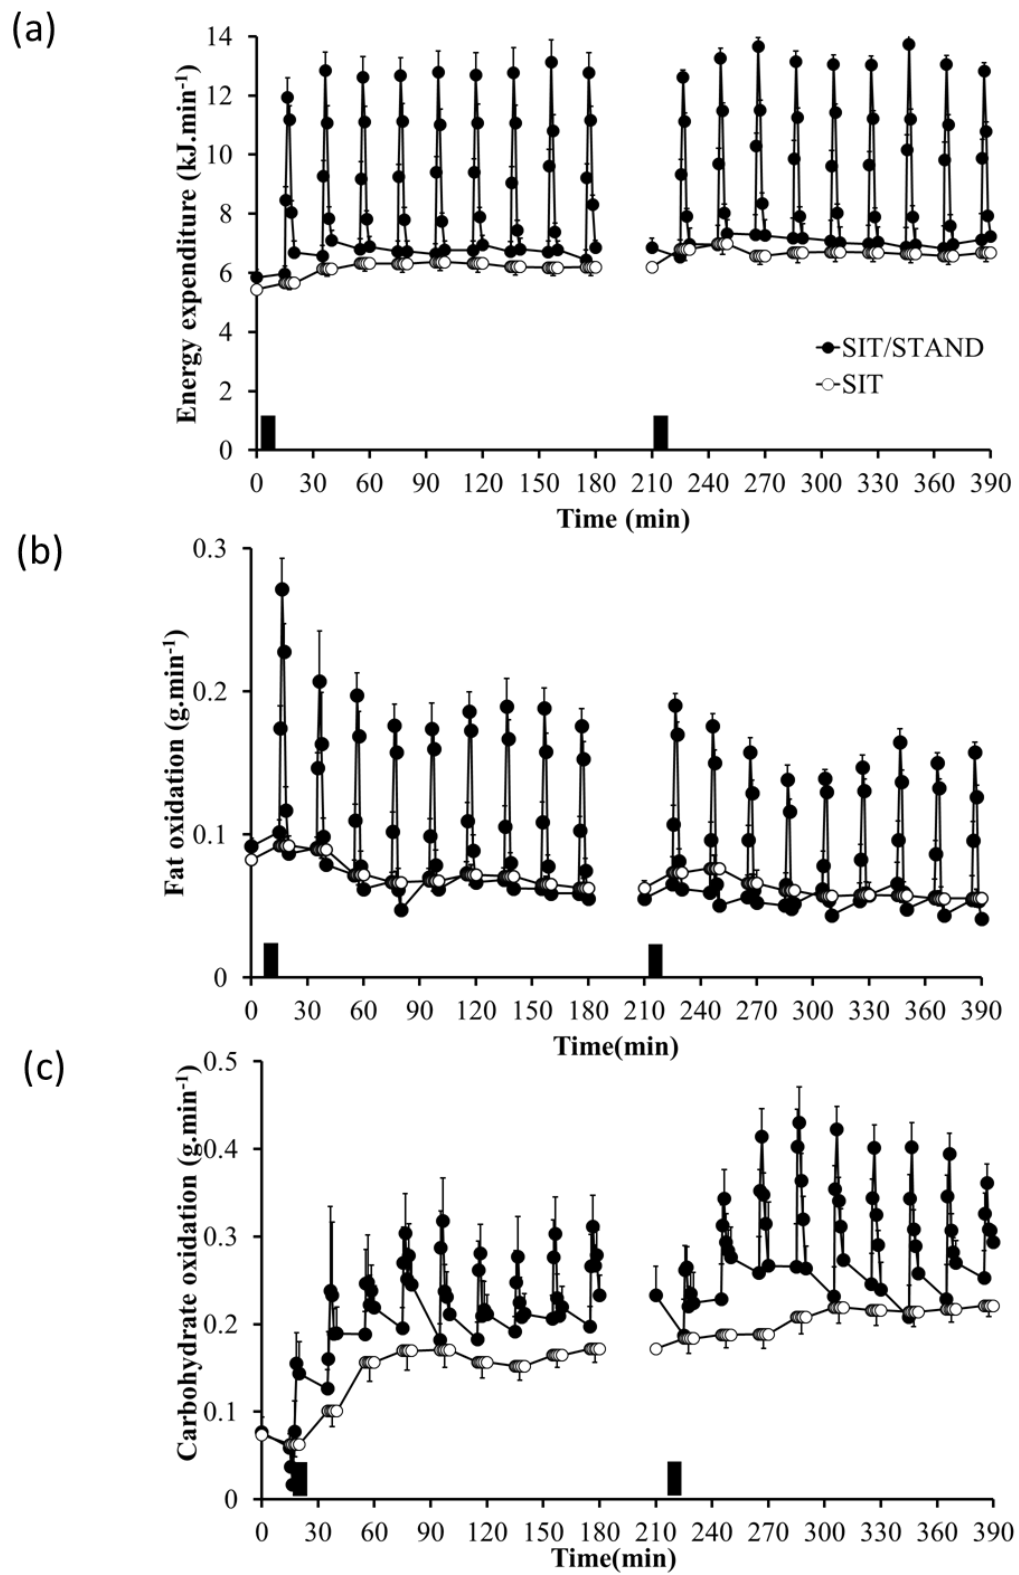 (a)
Energy expenditure (kJ.min-1)
14
12
10
8
6
4
2
0
SIT/STAND
SIT
0 30 60 90 120 150 180 210 240 270 300 330 360 390
Time (min)
(b)
Fat oxidation (g.min-1)
0.3
0.2
0.1
0
0 30 60 90 120 150 180 210 240 270 300 330 360 390
Time(min)
(c)
Carbohydrate oxidation (g.min-1)
0.5
0.4
0.3
0.2
0.1
0
0 30 60 90 120 150 180 210 240 270 300 330 360 390
Time(min)